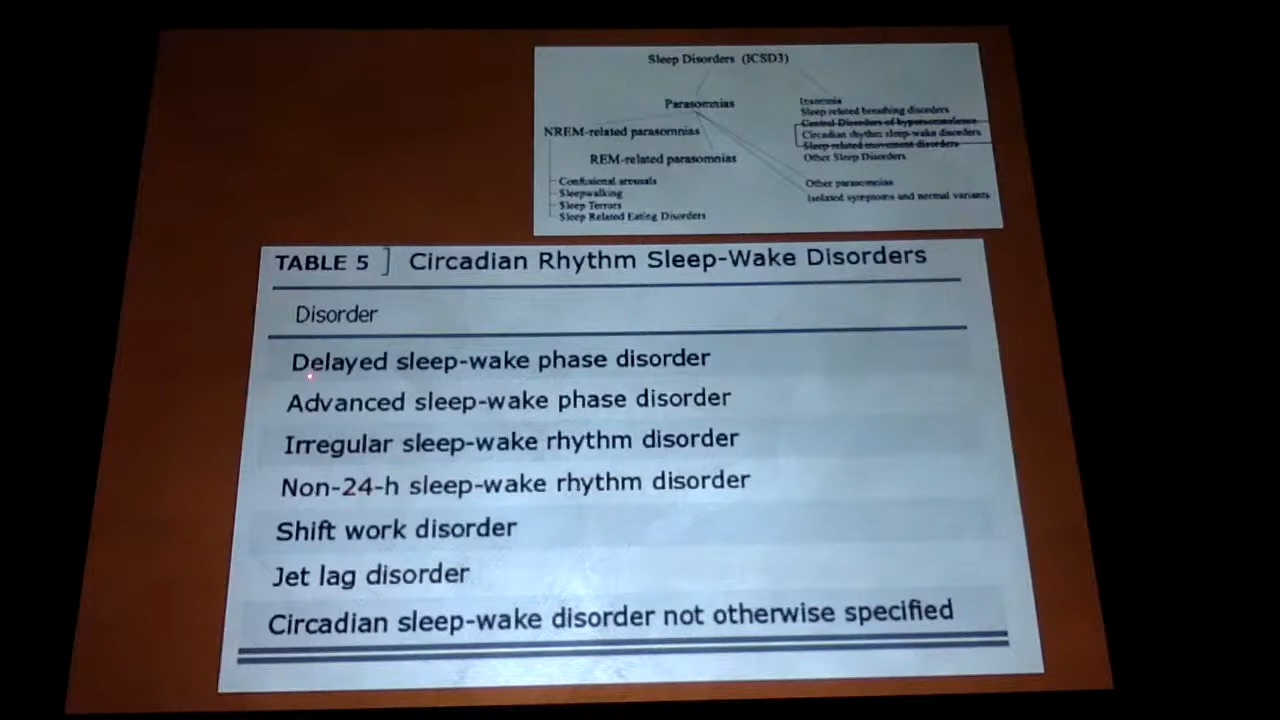 Sleep Disorders (ICSD3)
Parasomnias
NREM-related parasomnias
REM-related parasomnias
Confusional arousals
Sleepwalking
Sleep Terrors
Sleep Related Eating Disorders
Insomnia
Sleep related breathing disorders
Central Disorders of hypersomnolence
Circadian rhythm sleep-wake disorders
Sleep related movement disorders
Other Sleep Disorders
Other parasomnias
Isolated symptoms and normal variants
TABLE 5 ] Circadian Rhythm Sleep-Wake Disorders
Disorder
Delayed sleep-wake phase disorder
Advanced sleep-wake phase disorder
Irregular sleep-wake rhythm disorder
Non-24-h sleep-wake rhythm disorder
Shift work disorder
Jet lag disorder
Circadian sleep-wake disorder not otherwise specified